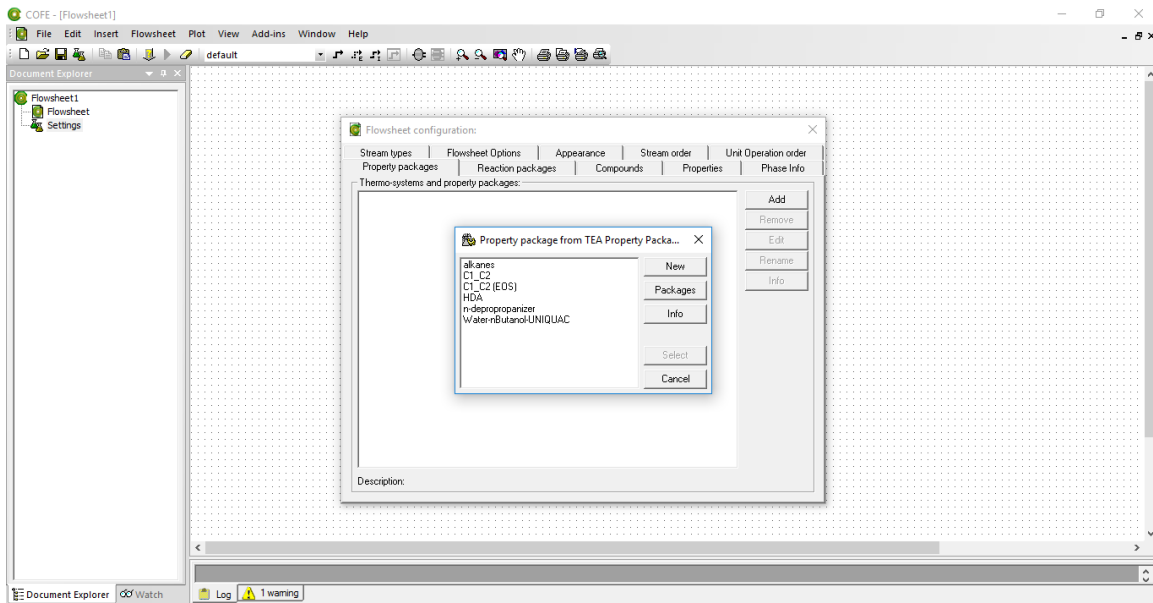 COFE - [Flowsheet1]
File Edit Insert Flowsheet Plot View Add-ins Window Help
default
Document Explorer
Flowsheet1
Flowsheet
Settings
Flowsheet configuration:
Stream types Flowsheet Options Appearance Stream order Unit Operation order
Property packages Reaction packages Compounds Properties Phase Info
Thermo-systems and property packages:
Add
Remove
Edit
Rename
Info
Property package from TEA Property Packa...
alkanes
C1_C2
C1_C2 (EOS)
HDA
n-depropropanizer
Water-nButanol-UNIQUAC
New
Packages
Info
Select
Cancel
Description:
Document Explorer Watch Log 1 warning